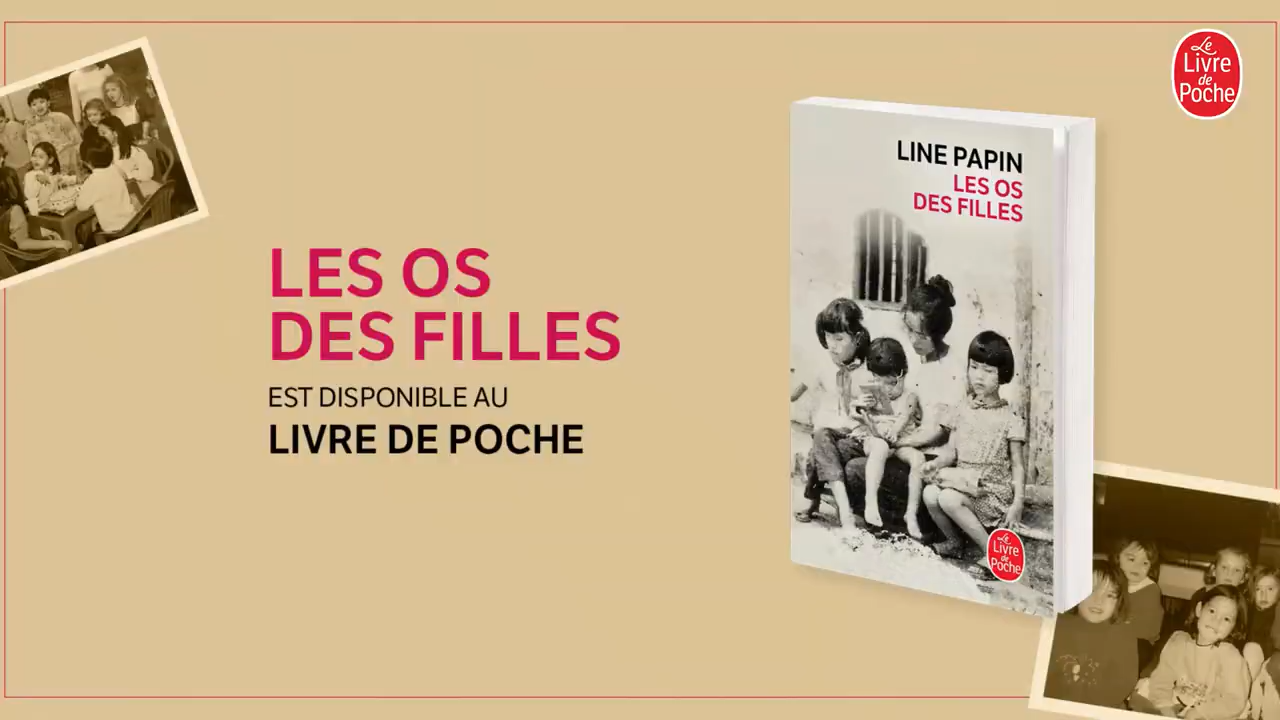 Le
Livre
de
Poche
LINE PAPIN
LES OS
DES FILLES
LES OS
DES FILLES
EST DISPONIBLE AU
LIVRE DE POCHE
Le
Livre
de
Poche